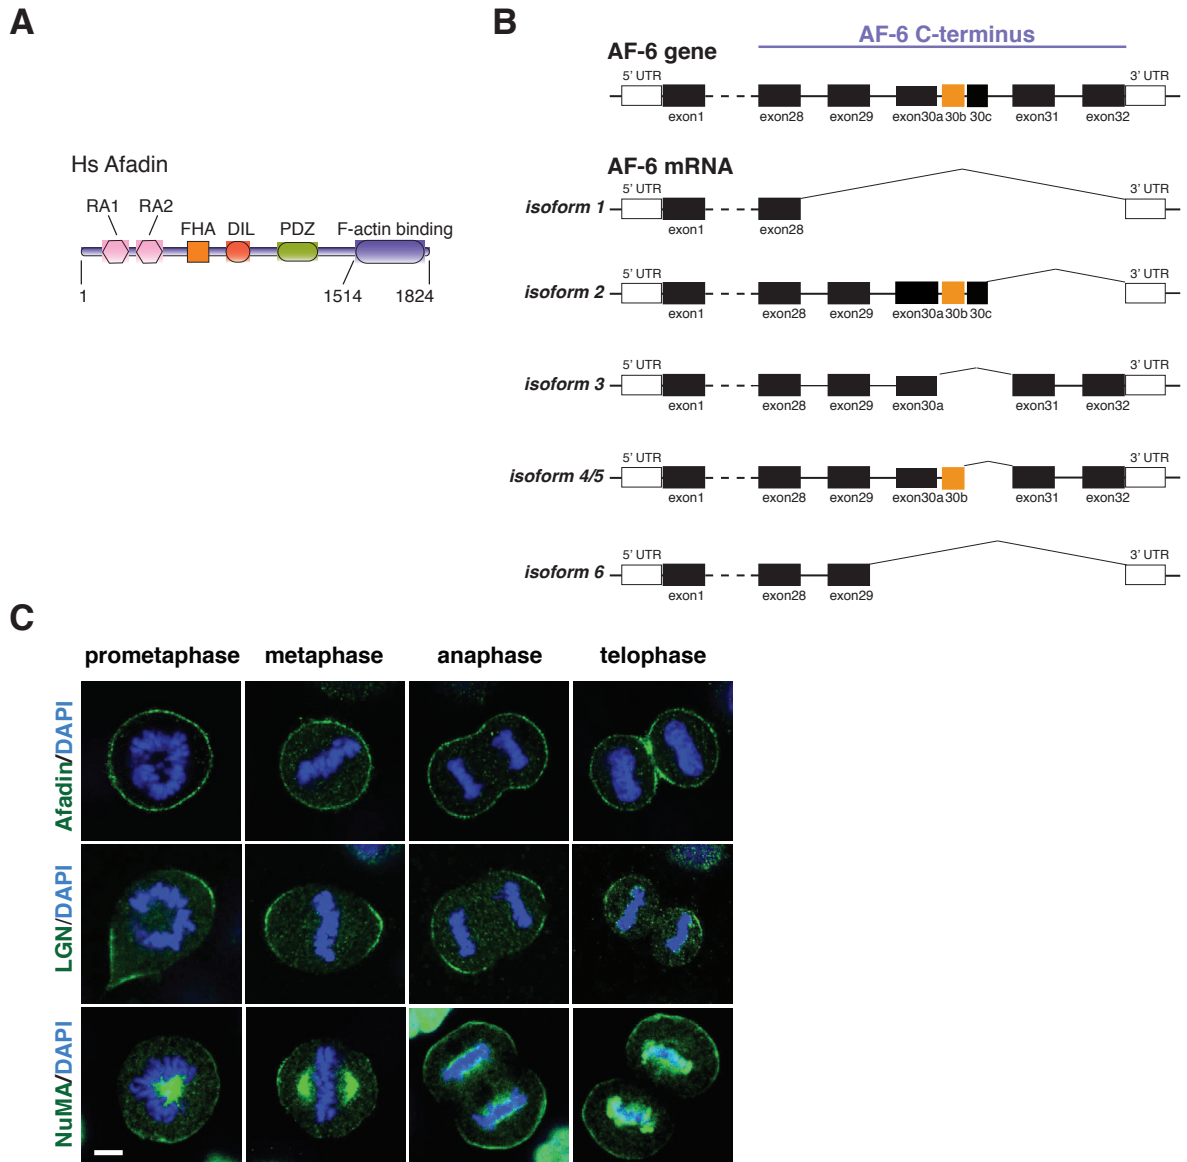 A
Hs Afadin
RA1 RA2
FHA DIL PDZ F-actin binding
1 1514 1824
B
AF-6 C-terminus
AF-6 gene
5' UTR 3' UTR
exon1 exon28 exon29 exon30a 30b 30c exon31 exon32
AF-6 mRNA
5' UTR 3' UTR
isoform 1
exon1 exon28
5' UTR 3' UTR
isoform 2
exon1 exon28 exon29 exon30a 30b 30c
5' UTR 3' UTR
isoform 3
exon1 exon28 exon29 exon30a exon31 exon32
5' UTR 3' UTR
isoform 4/5
exon1 exon28 exon29 exon30a 30b exon31 exon32
5' UTR 3' UTR
isoform 6
exon1 exon28 exon29
C
prometaphase metaphase anaphase telophase
Afadin/DAPI
LGN/DAPI
NuMA/DAPI